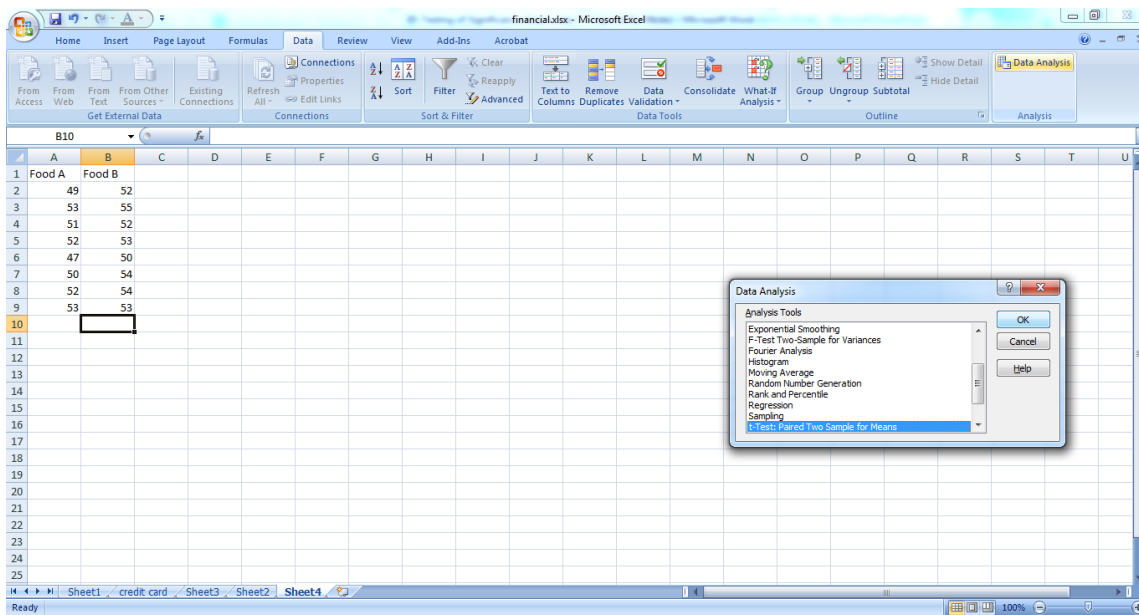 financial.xlsx - Microsoft Excel
Home Insert Page Layout Formulas Data Review View Add-Ins Acrobat
From Access From Web From Text From Other Sources Existing Connections Refresh All Connections Properties Edit Links Sort Filter Clear Reapply Advanced Text to Columns Remove Duplicates Data Validation Consolidate What-If Analysis Group Ungroup Subtotal Show Detail Hide Detail Data Analysis
Get External Data Connections Sort & Filter Data Tools Outline Analysis
B10 fx
A B C D E F G H I J K L M N O P Q R S T U
1 Food A Food B
2 49 52
3 53 55
4 51 52
5 52 53
6 47 50
7 50 54
8 52 54
9 53 53
10
11
12
13
14
15
16
17
18
19
20
21
22
23
24
25
Data Analysis
Analysis Tools
Exponential Smoothing
F-Test Two-Sample for Variances
Fourier Analysis
Histogram
Moving Average
Random Number Generation
Rank and Percentile
Regression
Sampling
t-Test: Paired Two Sample for Means
OK
Cancel
Help
Sheet1 credit card Sheet3 Sheet2 Sheet4
Ready 100%